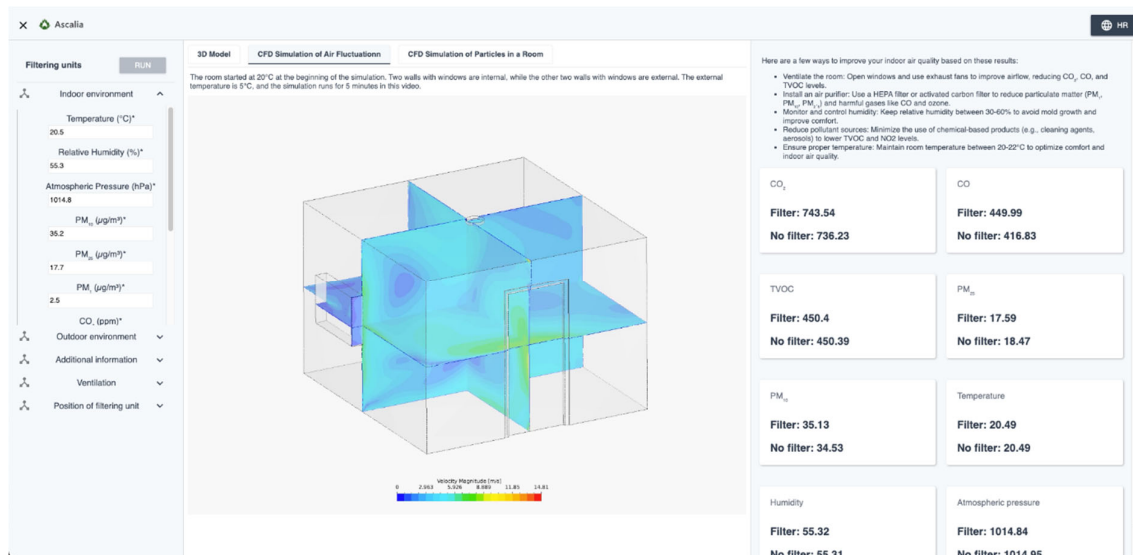 Ascalia
HR
Filtering units
RUN
Indoor environment
Temperature (°C)*
20.5
Relative Humidity (%)*
55.3
Atmospheric Pressure (hPa)*
1014.8
PM₁₀ (μg/m³)*
35.2
PM₂₅ (μg/m³)*
17.7
PM₁ (μg/m³)*
2.5
CO₂ (ppm)*
Outdoor environment
Additional information
Ventilation
Position of filtering unit
3D Model
CFD Simulation of Air Fluctuationn
CFD Simulation of Particles in a Room
The room started at 20°C at the beginning of the simulation. Two walls with windows are internal, while the other two walls with windows are external. The external
temperature is 5°C, and the simulation runs for 5 minutes in this video.
Velocity Magnitude [m/s]
0 2.963 5.926 8.889 11.85 14.81
Here are a few ways to improve your indoor air quality based on these results:
• Ventilate the room: Open windows and use exhaust fans to improve airflow, reducing CO₂, CO, and
TVOC levels.
• Install an air purifier: Use a HEPA filter or activated carbon filter to reduce particulate matter (PM₁,
PM₁₀, PM₂.₅) and harmful gases like CO and ozone.
• Monitor and control humidity: Keep relative humidity between 30-60% to avoid mold growth and
improve comfort.
• Reduce pollutant sources: Minimize the use of chemical-based products (e.g., cleaning agents,
aerosols) to lower TVOC and NO2 levels.
• Ensure proper temperature: Maintain room temperature between 20-22°C to optimize comfort and
indoor air quality.
CO₂
Filter: 743.54
No filter: 736.23
CO
Filter: 449.99
No filter: 416.83
TVOC
Filter: 450.4
No filter: 450.39
PM₂₅
Filter: 17.59
No filter: 18.47
PM₁₀
Filter: 35.13
No filter: 34.53
Temperature
Filter: 20.49
No filter: 20.49
Humidity
Filter: 55.32
No filter: 55.31
Atmospheric pressure
Filter: 1014.84
No filter: 1014.95